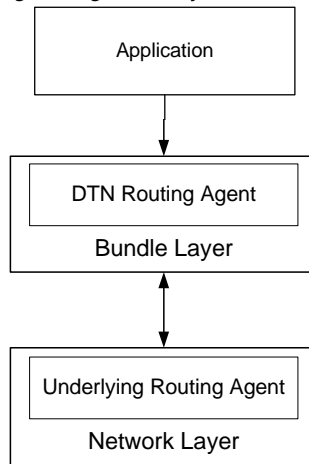 Application
DTN Routing Agent
Bundle Layer
Underlying Routing Agent
Network Layer